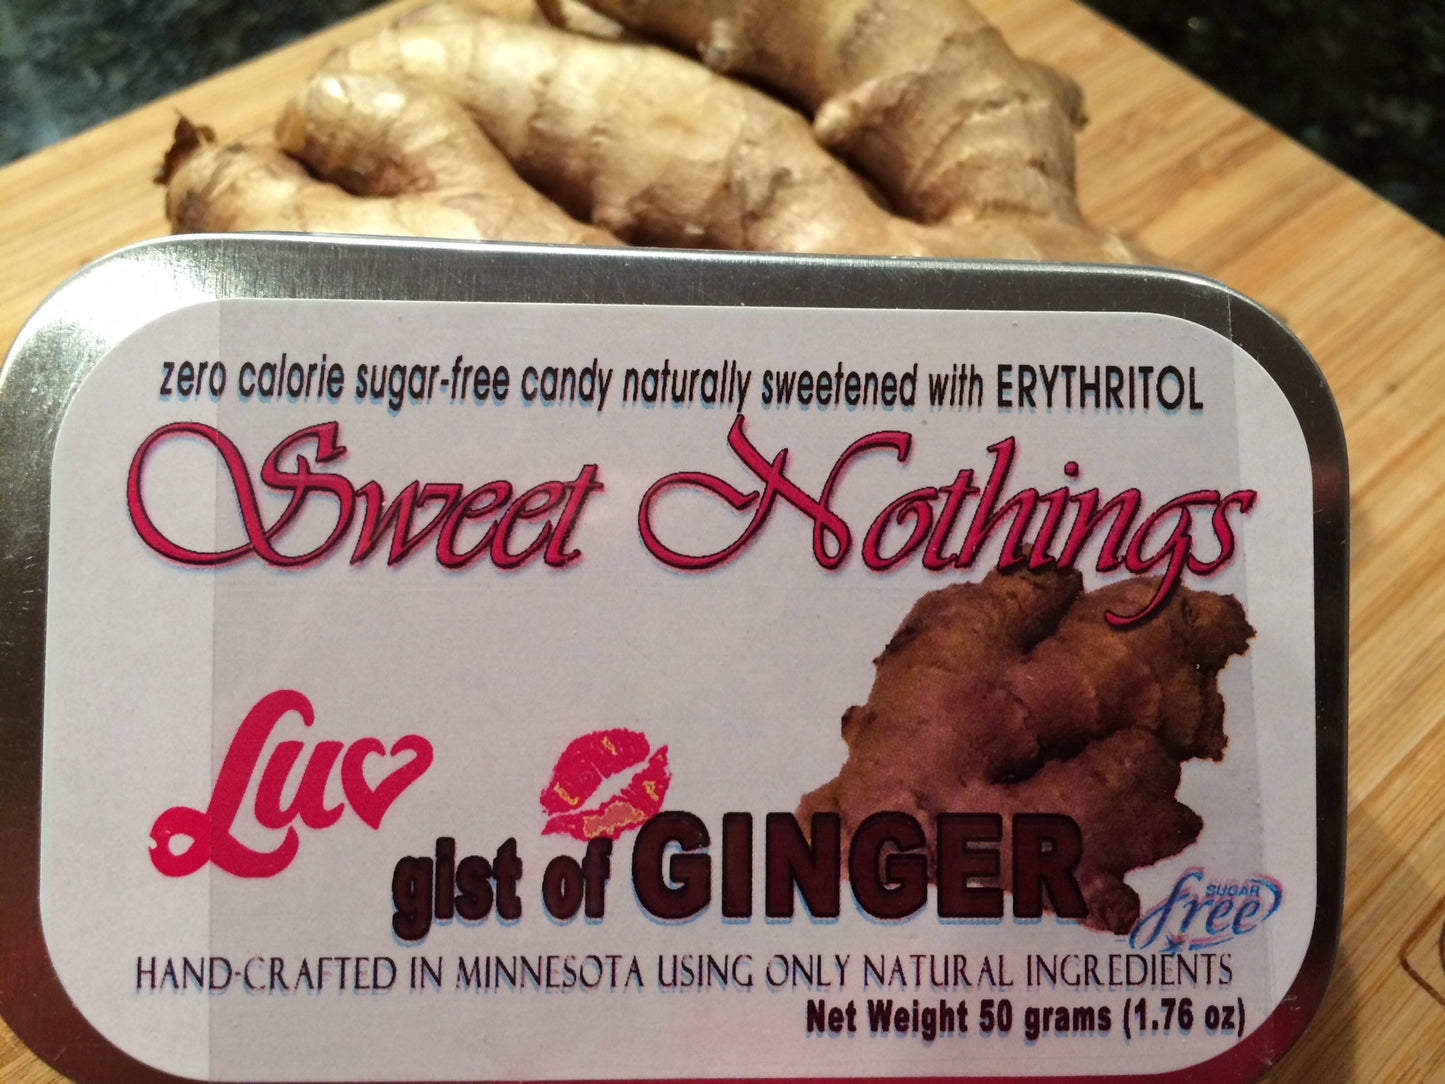 zero calorie sugar-free candy naturally sweetened with ERYTHRITOL
Sweet Nothings
Luv
gist of GINGER
SUGAR
free
HAND-CRAFTED IN MINNESOTA USING ONLY NATURAL INGREDIENTS
Net Weight 50 grams (1.76 oz)